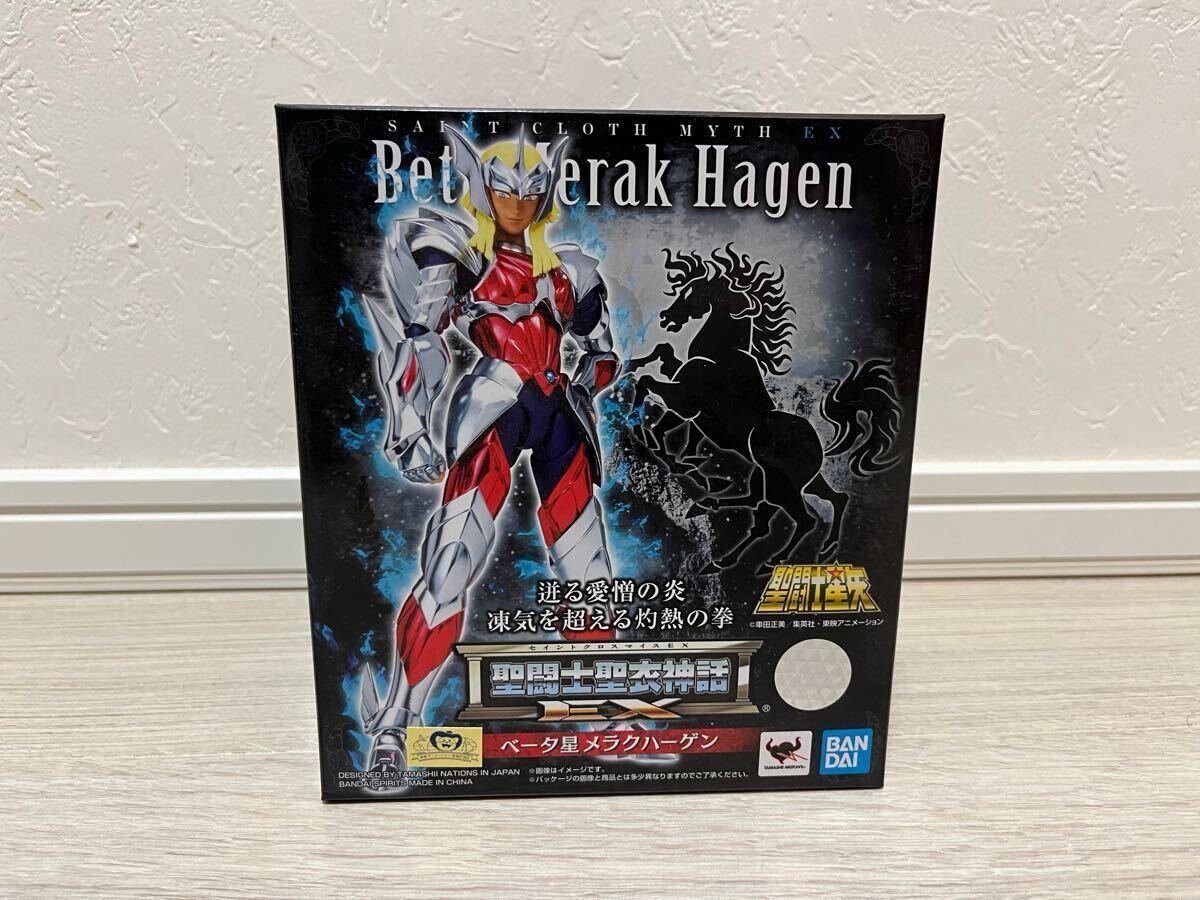 SAINT CLOTH MYTH EX
Beta Merak Hagen
迸る愛憎の炎
凍気を超える灼熱の拳
聖闘士星矢
©車田正美/集英社・東映アニメーション
セイントクロスマイスEX
聖闘士聖衣神話
EX
®
ベータ星 メラクハーゲン
DESIGNED BY TAMASHII NATIONS IN JAPAN
BANDAI SPIRITS MADE IN CHINA
※画像はイメージです。
※パッケージの画像と商品とは多少異なりますのでご了承ください。
TAMASHII NATIONS
BAN
DAI